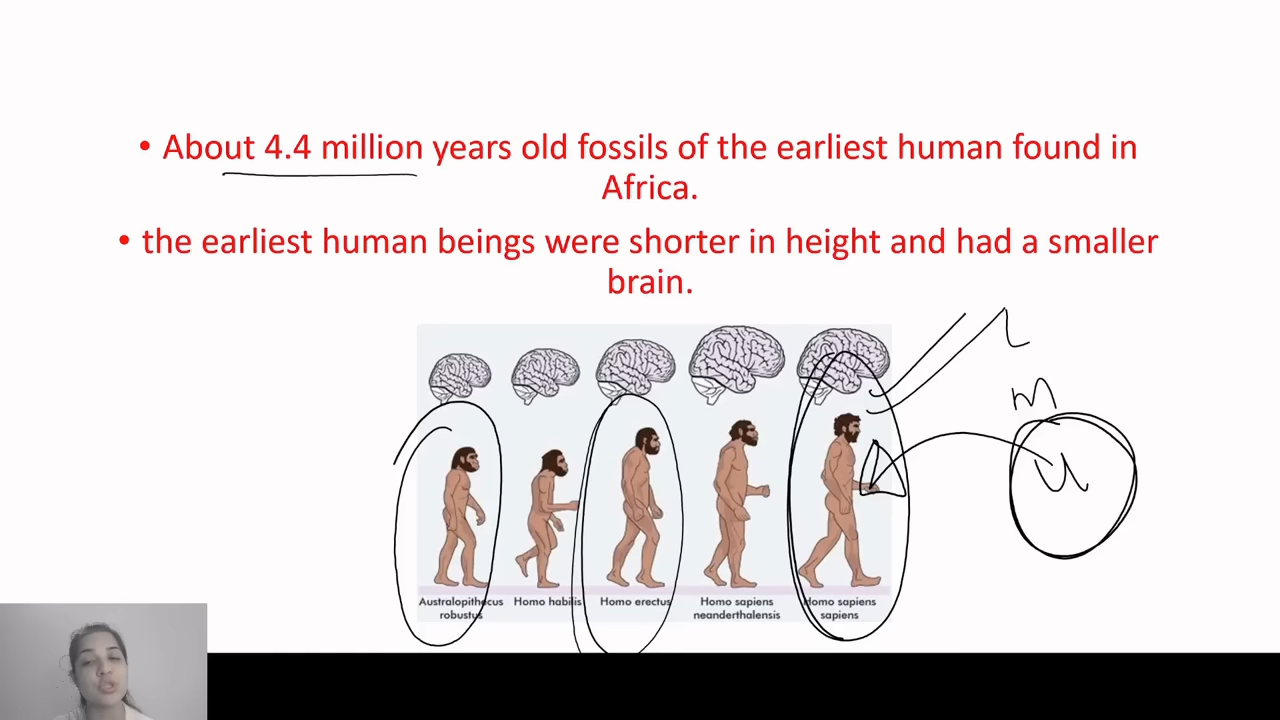 • About 4.4 million years old fossils of the earliest human found in
Africa.
• the earliest human beings were shorter in height and had a smaller
brain.
m
u
Australopithecus
robustus
Homo habilis
Homo erectus
Homo sapiens
neanderthalensis
Homo sapiens
sapiens